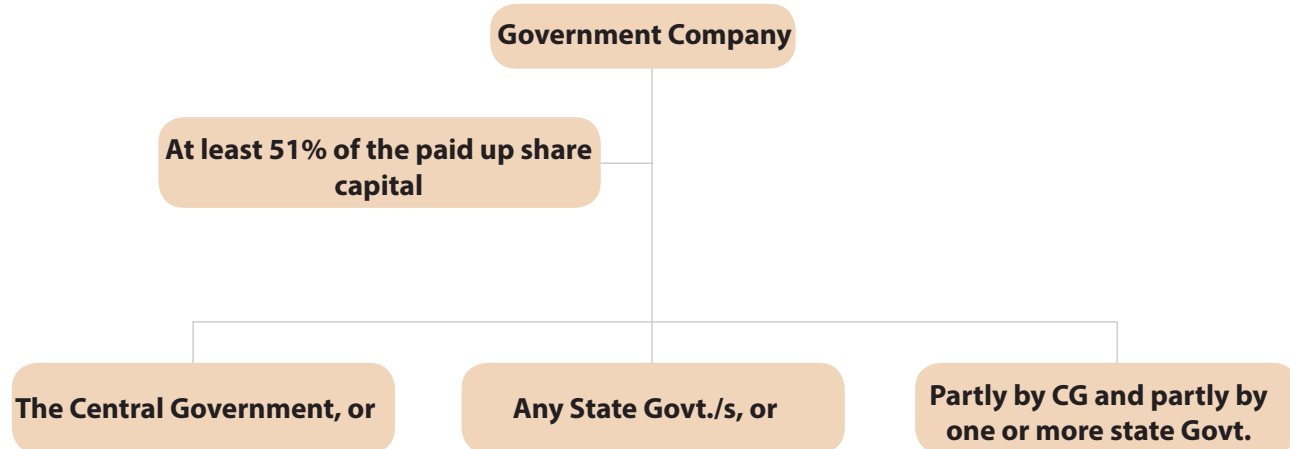 Government Company
At least 51% of the paid up share
capital
The Central Government, or
Any State Govt./s, or
Partly by CG and partly by
one or more state Govt.